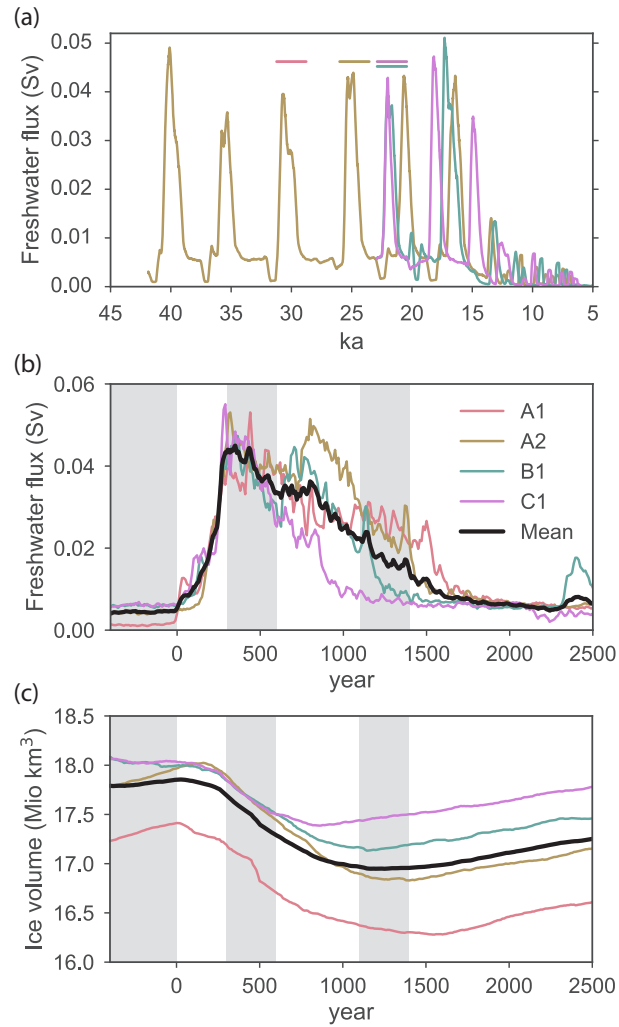 (a)
0.05
0.04
0.03
0.02
0.01
0.00
Freshwater flux (Sv)
45 40 35 30 25 20 15 10 5
ka
(b)
0.06
0.04
0.02
0.00
Freshwater flux (Sv)
A1
A2
B1
C1
Mean
0 500 1000 1500 2000 2500
year
(c)
18.5
18.0
17.5
17.0
16.5
16.0
Ice volume (Mio km³)
0 500 1000 1500 2000 2500
year